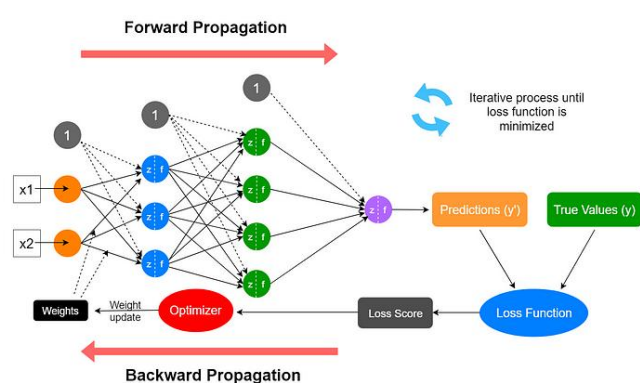 Forward Propagation
1
1
1
Iterative process until
loss function is
minimized
x1
x2
z f
z f
z f
z f
z f
z f
z f
z f
Predictions (y')
True Values (y)
Weights
Weight
update
Optimizer
Loss Score
Loss Function
Backward Propagation